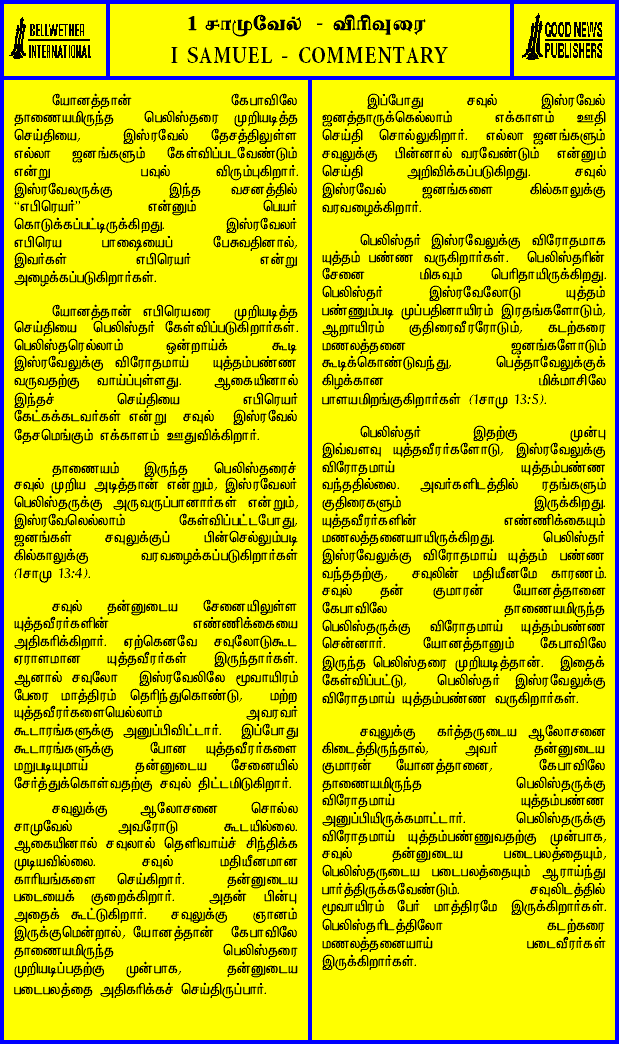 BELLWETHER
INTERNATIONAL
1 சாமுவேல் - விரிவுரை
I SAMUEL - COMMENTARY
GOOD NEWS
PUBLISHERS
யோனத்தான் கேபாவிலே
தாணையமிருந்த பெலிஸ்தரை முறியடித்த
செய்தியை, இஸ்ரவேல் தேசத்திலுள்ள
எல்லா ஜனங்களும் கேள்விப்படவேண்டும்
என்று பவுல் விரும்புகிறார்.
இஸ்ரவேலருக்கு இந்த வசனத்தில்
“எபிரெயர்” என்னும் பெயர்
கொடுக்கப்பட்டிருக்கிறது. இஸ்ரவேலர்
எபிரெய பாஷையைப் பேசுவதினால்,
இவர்கள் எபிரெயர் என்று
அழைக்கப்படுகிறார்கள்.
யோனத்தான் எபிரெயரை முறியடித்த
செய்தியை பெலிஸ்தர் கேள்விப்படுகிறார்கள்.
பெலிஸ்தரெல்லாம் ஒன்றாய்க் கூடி
இஸ்ரவேலுக்கு விரோதமாய் யுத்தம்பண்ண
வருவதற்கு வாய்ப்புள்ளது. ஆகையினால்
இந்தச் செய்தியை எபிரெயர்
கேட்கக்கடவர்கள் என்று சவுல் இஸ்ரவேல்
தேசமெங்கும் எக்காளம் ஊதுவிக்கிறார்.
தாணையம் இருந்த பெலிஸ்தரைச்
சவுல் முறிய அடித்தான் என்றும், இஸ்ரவேலர்
பெலிஸ்தருக்கு அருவருப்பானார்கள் என்றும்,
இஸ்ரவேலெல்லாம் கேள்விப்பட்டபோது,
ஜனங்கள் சவுலுக்குப் பின்செல்லும்படி
கில்காலுக்கு வரவழைக்கப்படுகிறார்கள்
(1சாமு 13:4).
சவுல் தன்னுடைய சேனையிலுள்ள
யுத்தவீரர்களின் எண்ணிக்கையை
அதிகரிக்கிறார். ஏற்கெனவே சவுலோடுகூட
ஏராளமான யுத்தவீரர்கள் இருந்தார்கள்.
ஆனால் சவுலோ இஸ்ரவேலிலே மூவாயிரம்
பேரை மாத்திரம் தெரிந்துகொண்டு, மற்ற
யுத்தவீரர்களையெல்லாம் அவரவர்
கூடாரங்களுக்கு அனுப்பிவிட்டார். இப்போது
கூடாரங்களுக்கு போன யுத்தவீரர்களை
மறுபடியுமாய் தன்னுடைய சேனையில்
சேர்த்துக்கொள்வதற்கு சவுல் திட்டமிடுகிறார்.
சவுலுக்கு ஆலோசனை சொல்ல
சாமுவேல் அவரோடு கூடயில்லை.
ஆகையினால் சவுலால் தெளிவாய்ச் சிந்திக்க
முடியவில்லை. சவுல் மதியீனமான
காரியங்களை செய்கிறார். தன்னுடைய
படையைக் குறைக்கிறார். அதன் பின்பு
அதைக் கூட்டுகிறார். சவுலுக்கு ஞானம்
இருக்குமென்றால், யோனத்தான் கேபாவிலே
தாணையமிருந்த பெலிஸ்தரை
முறியடிப்பதற்கு முன்பாக, தன்னுடைய
படைபலத்தை அதிகரிக்கச் செய்திருப்பார்.
இப்போது சவுல் இஸ்ரவேல்
ஜனத்தாருக்கெல்லாம் எக்காளம் ஊதி
செய்தி சொல்லுகிறார். எல்லா ஜனங்களும்
சவுலுக்கு பின்னால் வரவேண்டும் என்னும்
செய்தி அறிவிக்கப்படுகிறது. சவுல்
இஸ்ரவேல் ஜனங்களை கில்காலுக்கு
வரவழைக்கிறார்.
பெலிஸ்தர் இஸ்ரவேலுக்கு விரோதமாக
யுத்தம் பண்ண வருகிறார்கள். பெலிஸ்தரின்
சேனை மிகவும் பெரிதாயிருக்கிறது.
பெலிஸ்தர் இஸ்ரவேலோடு யுத்தம்
பண்ணும்படி முப்பதினாயிரம் இரதங்களோடும்,
ஆறாயிரம் குதிரைவீரரோடும், கடற்கரை
மணலத்தனை ஜனங்களோடும்
கூடிக்கொண்டுவந்து, பெத்தாவேலுக்குக்
கிழக்கான மிக்மாசிலே
பாளயமிறங்குகிறார்கள் (1சாமு 13:5).
பெலிஸ்தர் இதற்கு முன்பு
இவ்வளவு யுத்தவீரர்களோடு, இஸ்ரவேலுக்கு
விரோதமாய் யுத்தம்பண்ண
வந்ததில்லை. அவர்களிடத்தில் ரதங்களும்
குதிரைகளும் இருக்கிறது.
யுத்தவீரர்களின் எண்ணிக்கையும்
மணலத்தனையாயிருக்கிறது. பெலிஸ்தர்
இஸ்ரவேலுக்கு விரோதமாய் யுத்தம் பண்ண
வந்ததற்கு, சவுலின் மதியீனமே காரணம்.
சவுல் தன் குமாரன் யோனத்தானை
கேபாவிலே தாணையமிருந்த
பெலிஸ்தருக்கு விரோதமாய் யுத்தம்பண்ண
சென்னார். யோனத்தானும் கேபாவிலே
இருந்த பெலிஸ்தரை முறியடித்தான். இதைக்
கேள்விப்பட்டு, பெலிஸ்தர் இஸ்ரவேலுக்கு
விரோதமாய் யுத்தம்பண்ண வருகிறார்கள்.
சவுலுக்கு கர்த்தருடைய ஆலோசனை
கிடைத்திருந்தால், அவர் தன்னுடைய
குமாரன் யோனத்தானை, கேபாவிலே
தாணையமிருந்த பெலிஸ்தருக்கு
விரோதமாய் யுத்தம்பண்ண
அனுப்பியிருக்கமாட்டார். பெலிஸ்தருக்கு
விரோதமாய் யுத்தம்பண்ணுவதற்கு முன்பாக,
சவுல் தன்னுடைய படைபலத்தையும்,
பெலிஸ்தருடைய படைபலத்தையும் ஆராய்ந்து
பார்த்திருக்கவேண்டும். சவுலிடத்தில்
மூவாயிரம் பேர் மாத்திரமே இருக்கிறார்கள்.
பெலிஸ்தரிடத்திலோ கடற்கரை
மணலத்தனையாய் படைவீரர்கள்
இருக்கிறார்கள்.